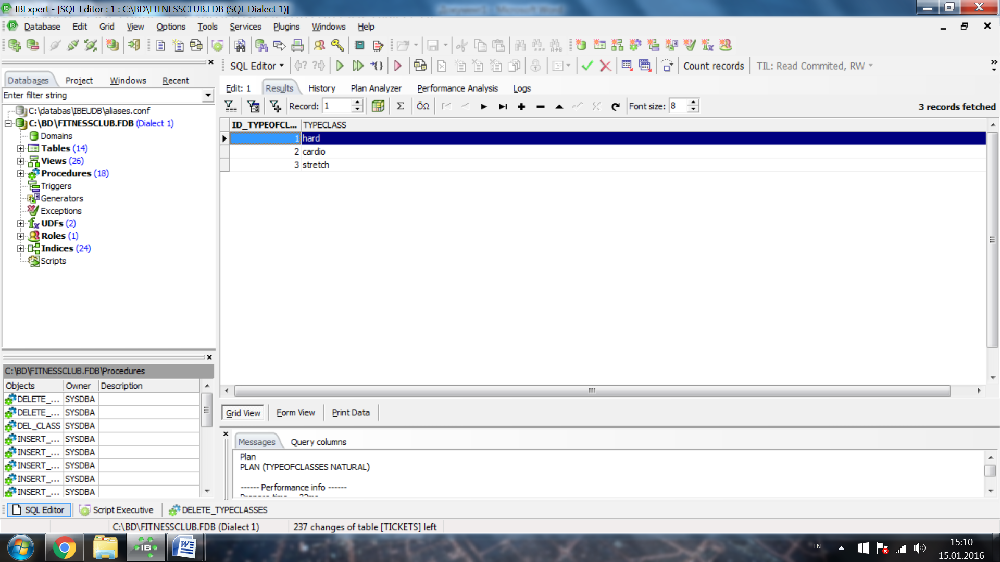 IBExpert - [SQL Editor : 1 : C:\BD\FITNESSCLUB.FDB (SQL Dialect 1)]
Database Edit Grid View Options Tools Services Plugins Windows Help
SQL Editor Count records TIL: Read Commited, RW
Databases Project Windows Recent
Enter filter string
C:\databas\IBEUDB\aliases.conf
C:\BD\FITNESSCLUB.FDB (Dialect 1)
Domains
Tables (14)
Views (26)
Procedures (18)
Triggers
Generators
Exceptions
UDFs (2)
Roles (1)
Indices (24)
Scripts
C:\BD\FITNESSCLUB.FDB\Procedures
Objects Owner Description
DELETE_... SYSDBA
DELETE_... SYSDBA
DEL_CLASS SYSDBA
INSERT_... SYSDBA
INSERT_... SYSDBA
INSERT_... SYSDBA
INSERT_... SYSDBA
INSERT_... SYSDBA
Edit: 1 Results History Plan Analyzer Performance Analysis Logs
Record: 1 Σ ÖΩ Font size: 8 3 records fetched
ID_TYPEOFCL... TYPECLASS
1 hard
2 cardio
3 stretch
Grid View Form View Print Data
Messages Query columns
Plan
PLAN (TYPEOFCLASSES NATURAL)
------ Performance info ------
SQL Editor Script Executive DELETE_TYPECLASSES
C:\BD\FITNESSCLUB.FDB (Dialect 1) 237 changes of table [TICKETS] left
EN 15:10
15.01.2016